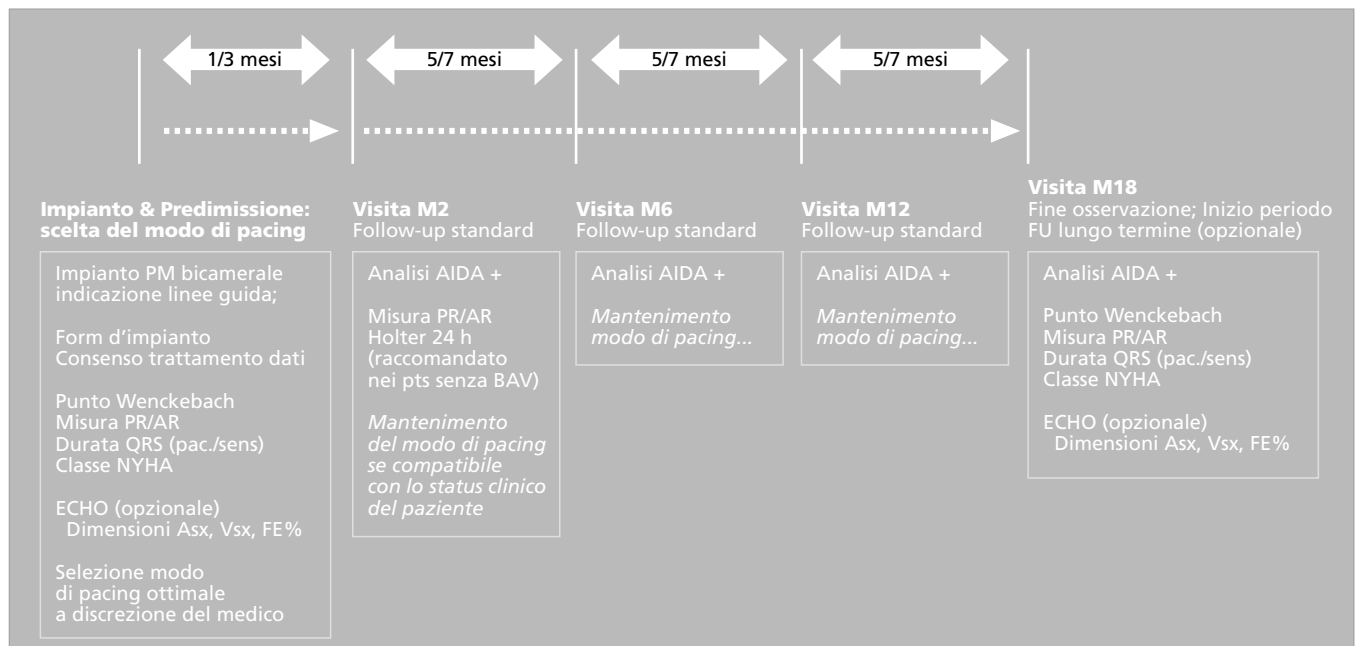 1/3 mesi
5/7 mesi
5/7 mesi
5/7 mesi
Impianto & Predimissione:
scelta del modo di pacing
Impianto PM bicamerale
indicazione linee guida;
Form d’impianto
Consenso trattamento dati
Punto Wenckebach
Misura PR/AR
Durata QRS (pac./sens)
Classe NYHA
ECHO (opzionale)
Dimensioni Asx, Vsx, FE%
Selezione modo
di pacing ottimale
a discrezione del medico
Visita M2
Follow-up standard
Analisi AIDA +
Misura PR/AR
Holter 24 h
(raccomandato
nei pts senza BAV)
Mantenimento
del modo di pacing
se compatibile
con lo status clinico
del paziente
Visita M6
Follow-up standard
Analisi AIDA +
Mantenimento
modo di pacing...
Visita M12
Follow-up standard
Analisi AIDA +
Mantenimento
modo di pacing...
Visita M18
Fine osservazione; Inizio periodo
FU lungo termine (opzionale)
Analisi AIDA +
Punto Wenckebach
Misura PR/AR
Durata QRS (pac./sens)
Classe NYHA
ECHO (opzionale)
Dimensioni Asx, Vsx, FE%